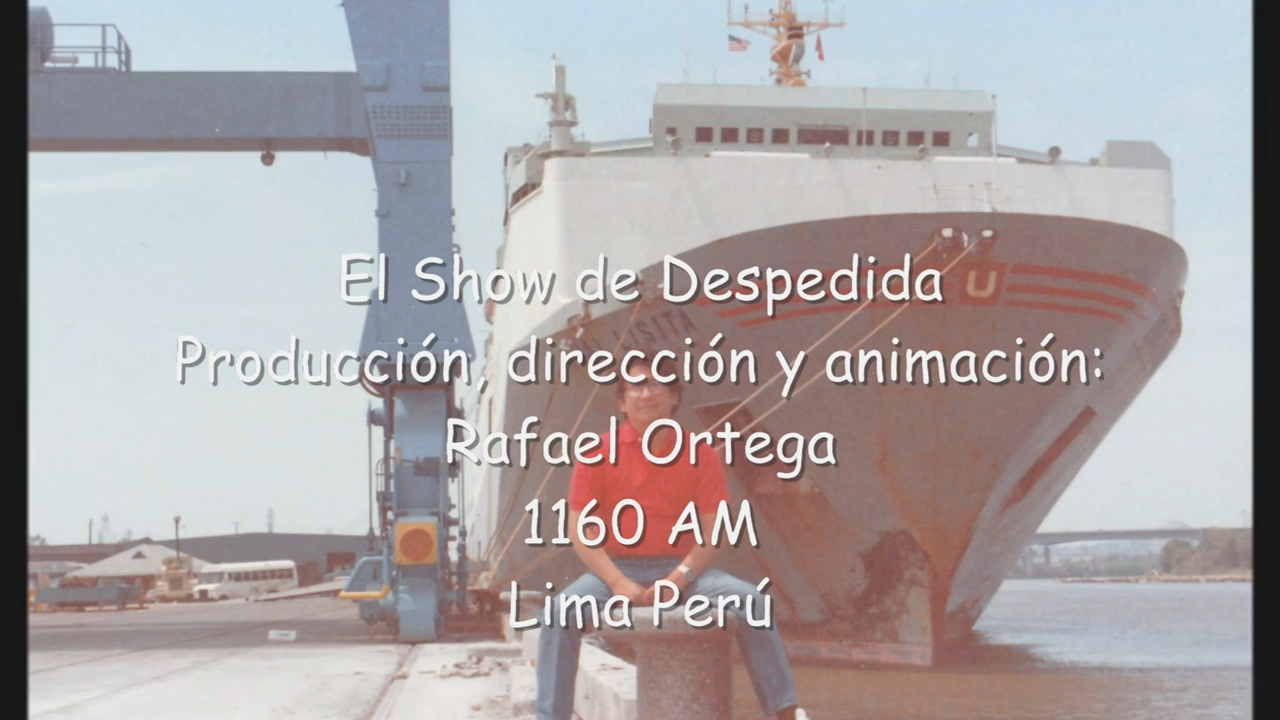 El Show de Despedida
Producción, dirección y animación:
Rafael Ortega
1160 AM
Lima Perú
U